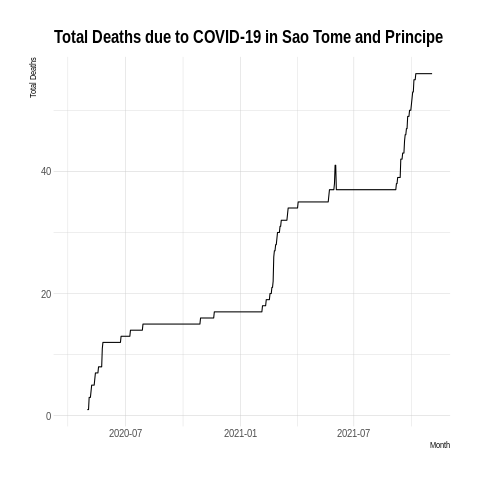 Total Deaths due to COVID-19 in Sao Tome and Principe
Total Deaths
40
20
0
2020-07
2021-01
2021-07
Month